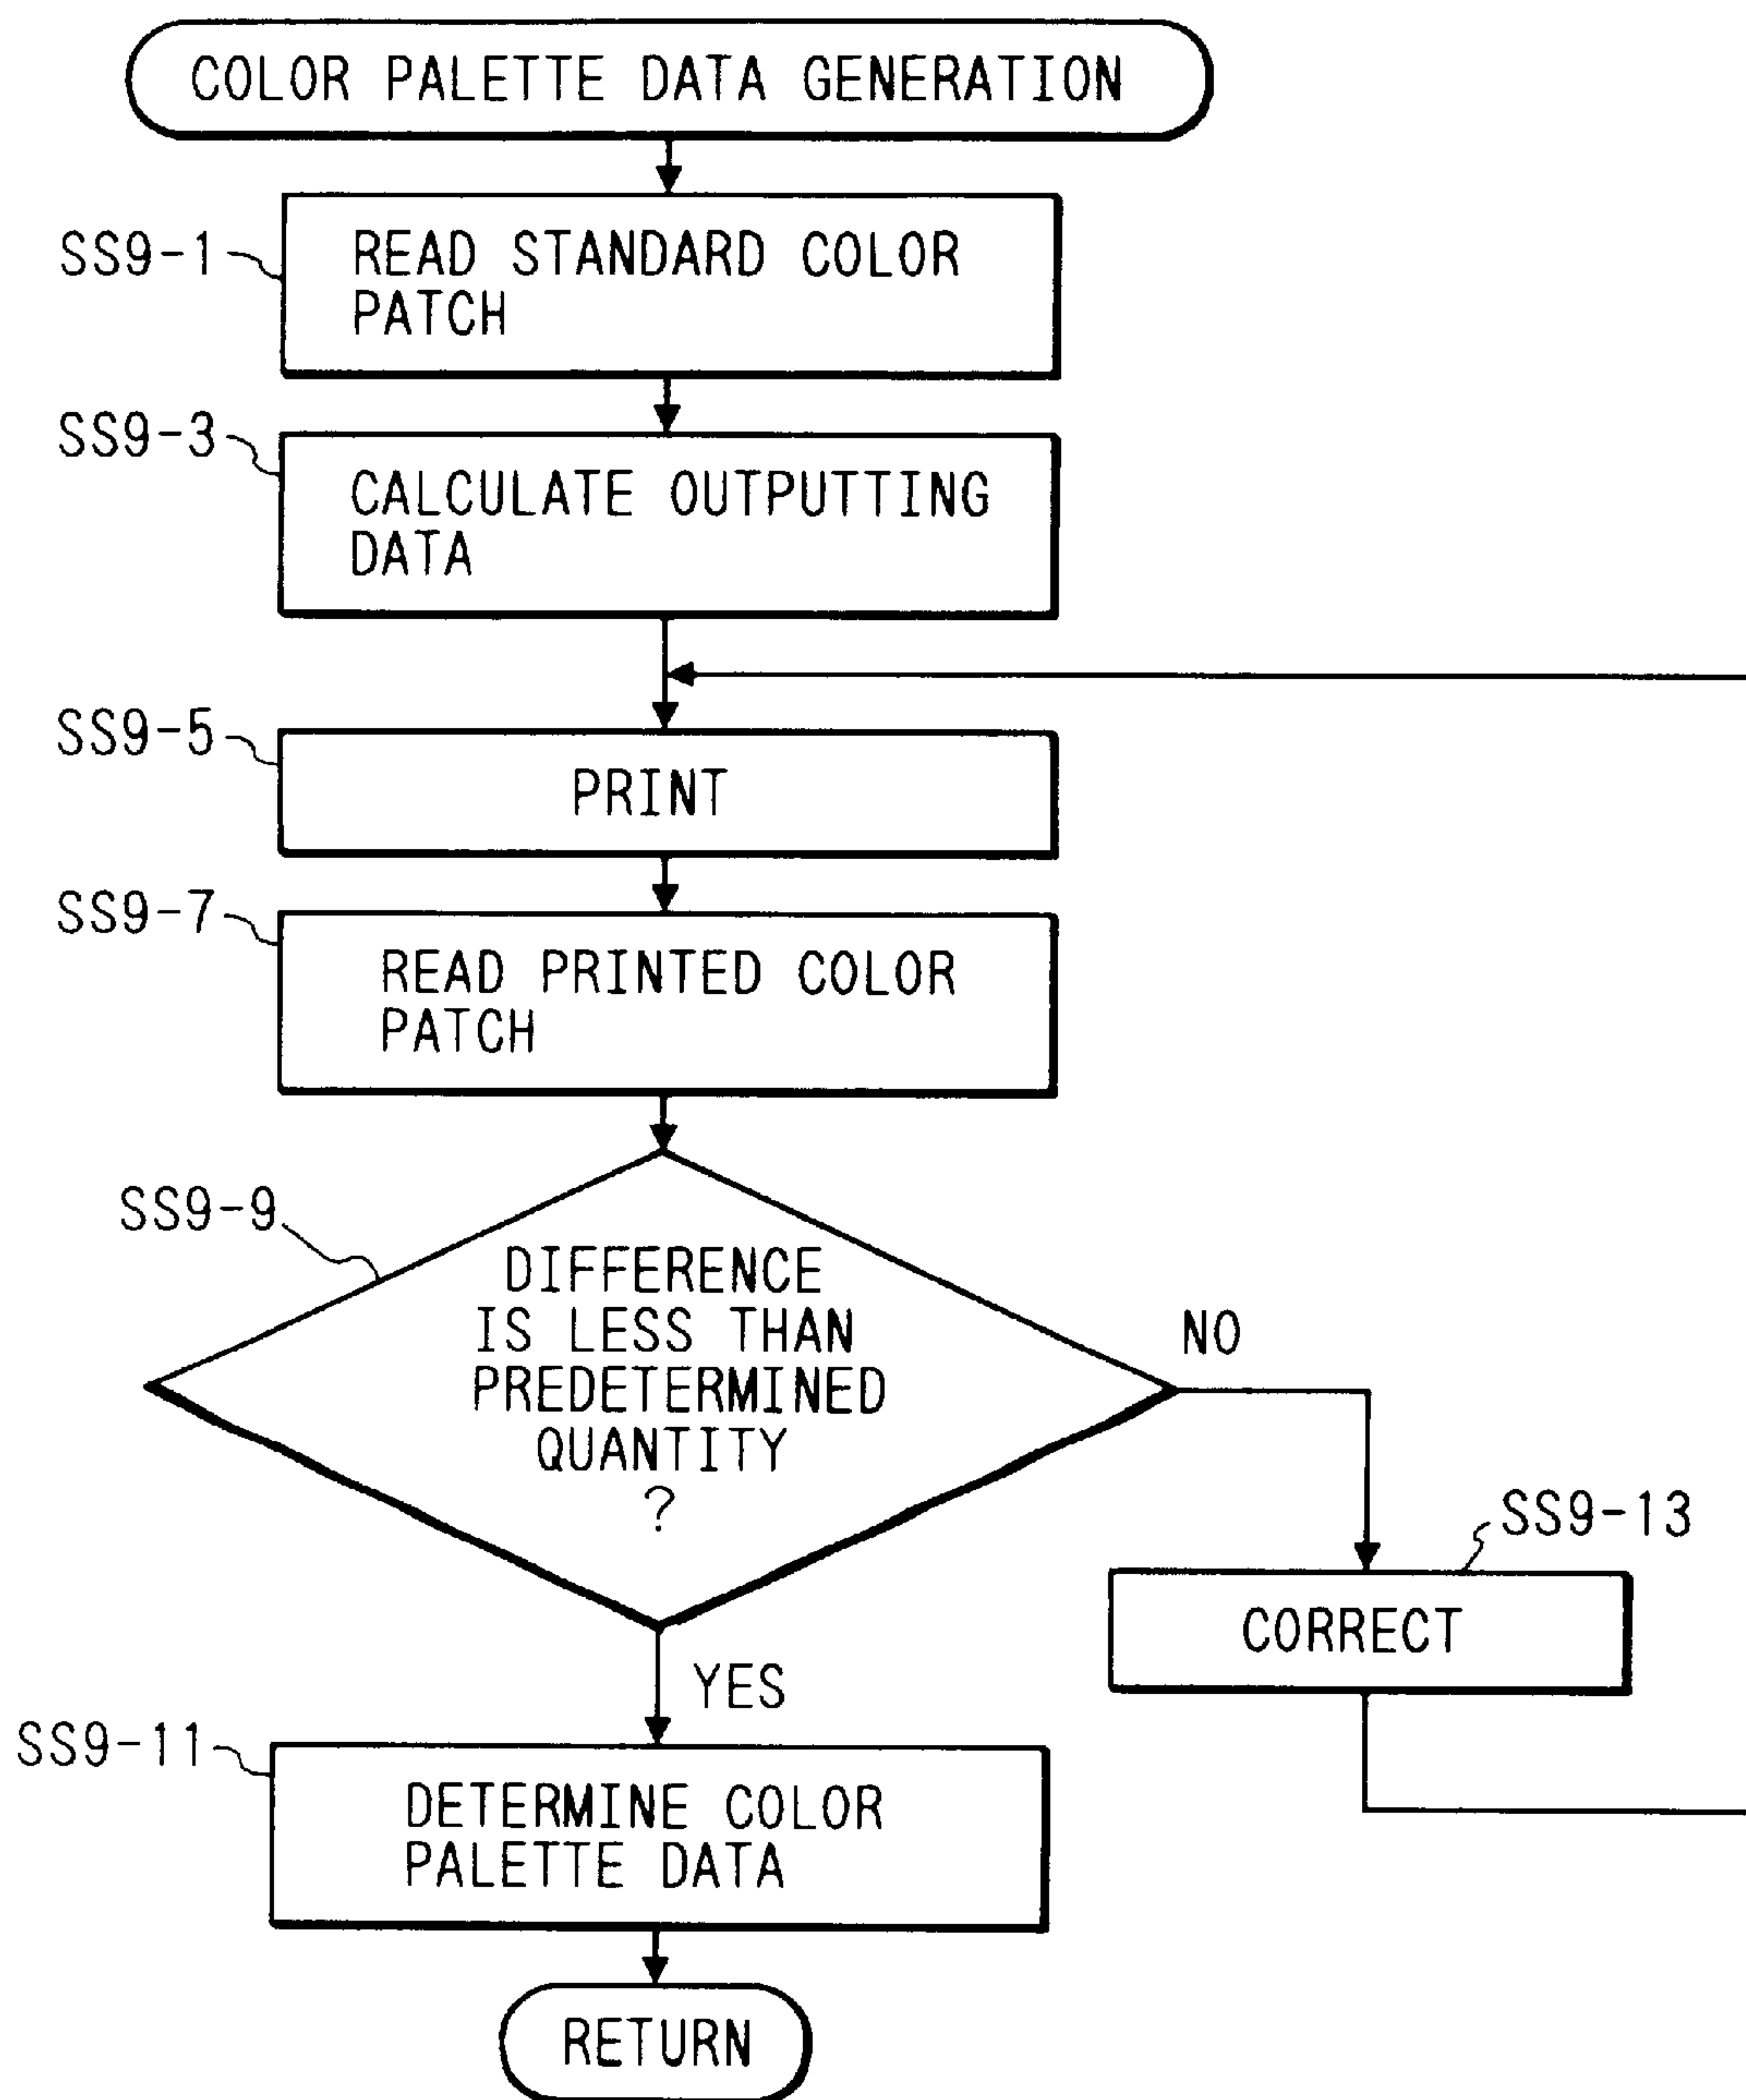 COLOR PALETTE DATA GENERATION
SS9-1
READ STANDARD COLOR
PATCH
SS9-3
CALCULATE OUTPUTTING
DATA
SS9-5
PRINT
SS9-7
READ PRINTED COLOR
PATCH
SS9-9
DIFFERENCE
IS LESS THAN
PREDETERMINED
QUANTITY
?
NO
SS9-13
CORRECT
YES
SS9-11
DETERMINE COLOR
PALETTE DATA
RETURN